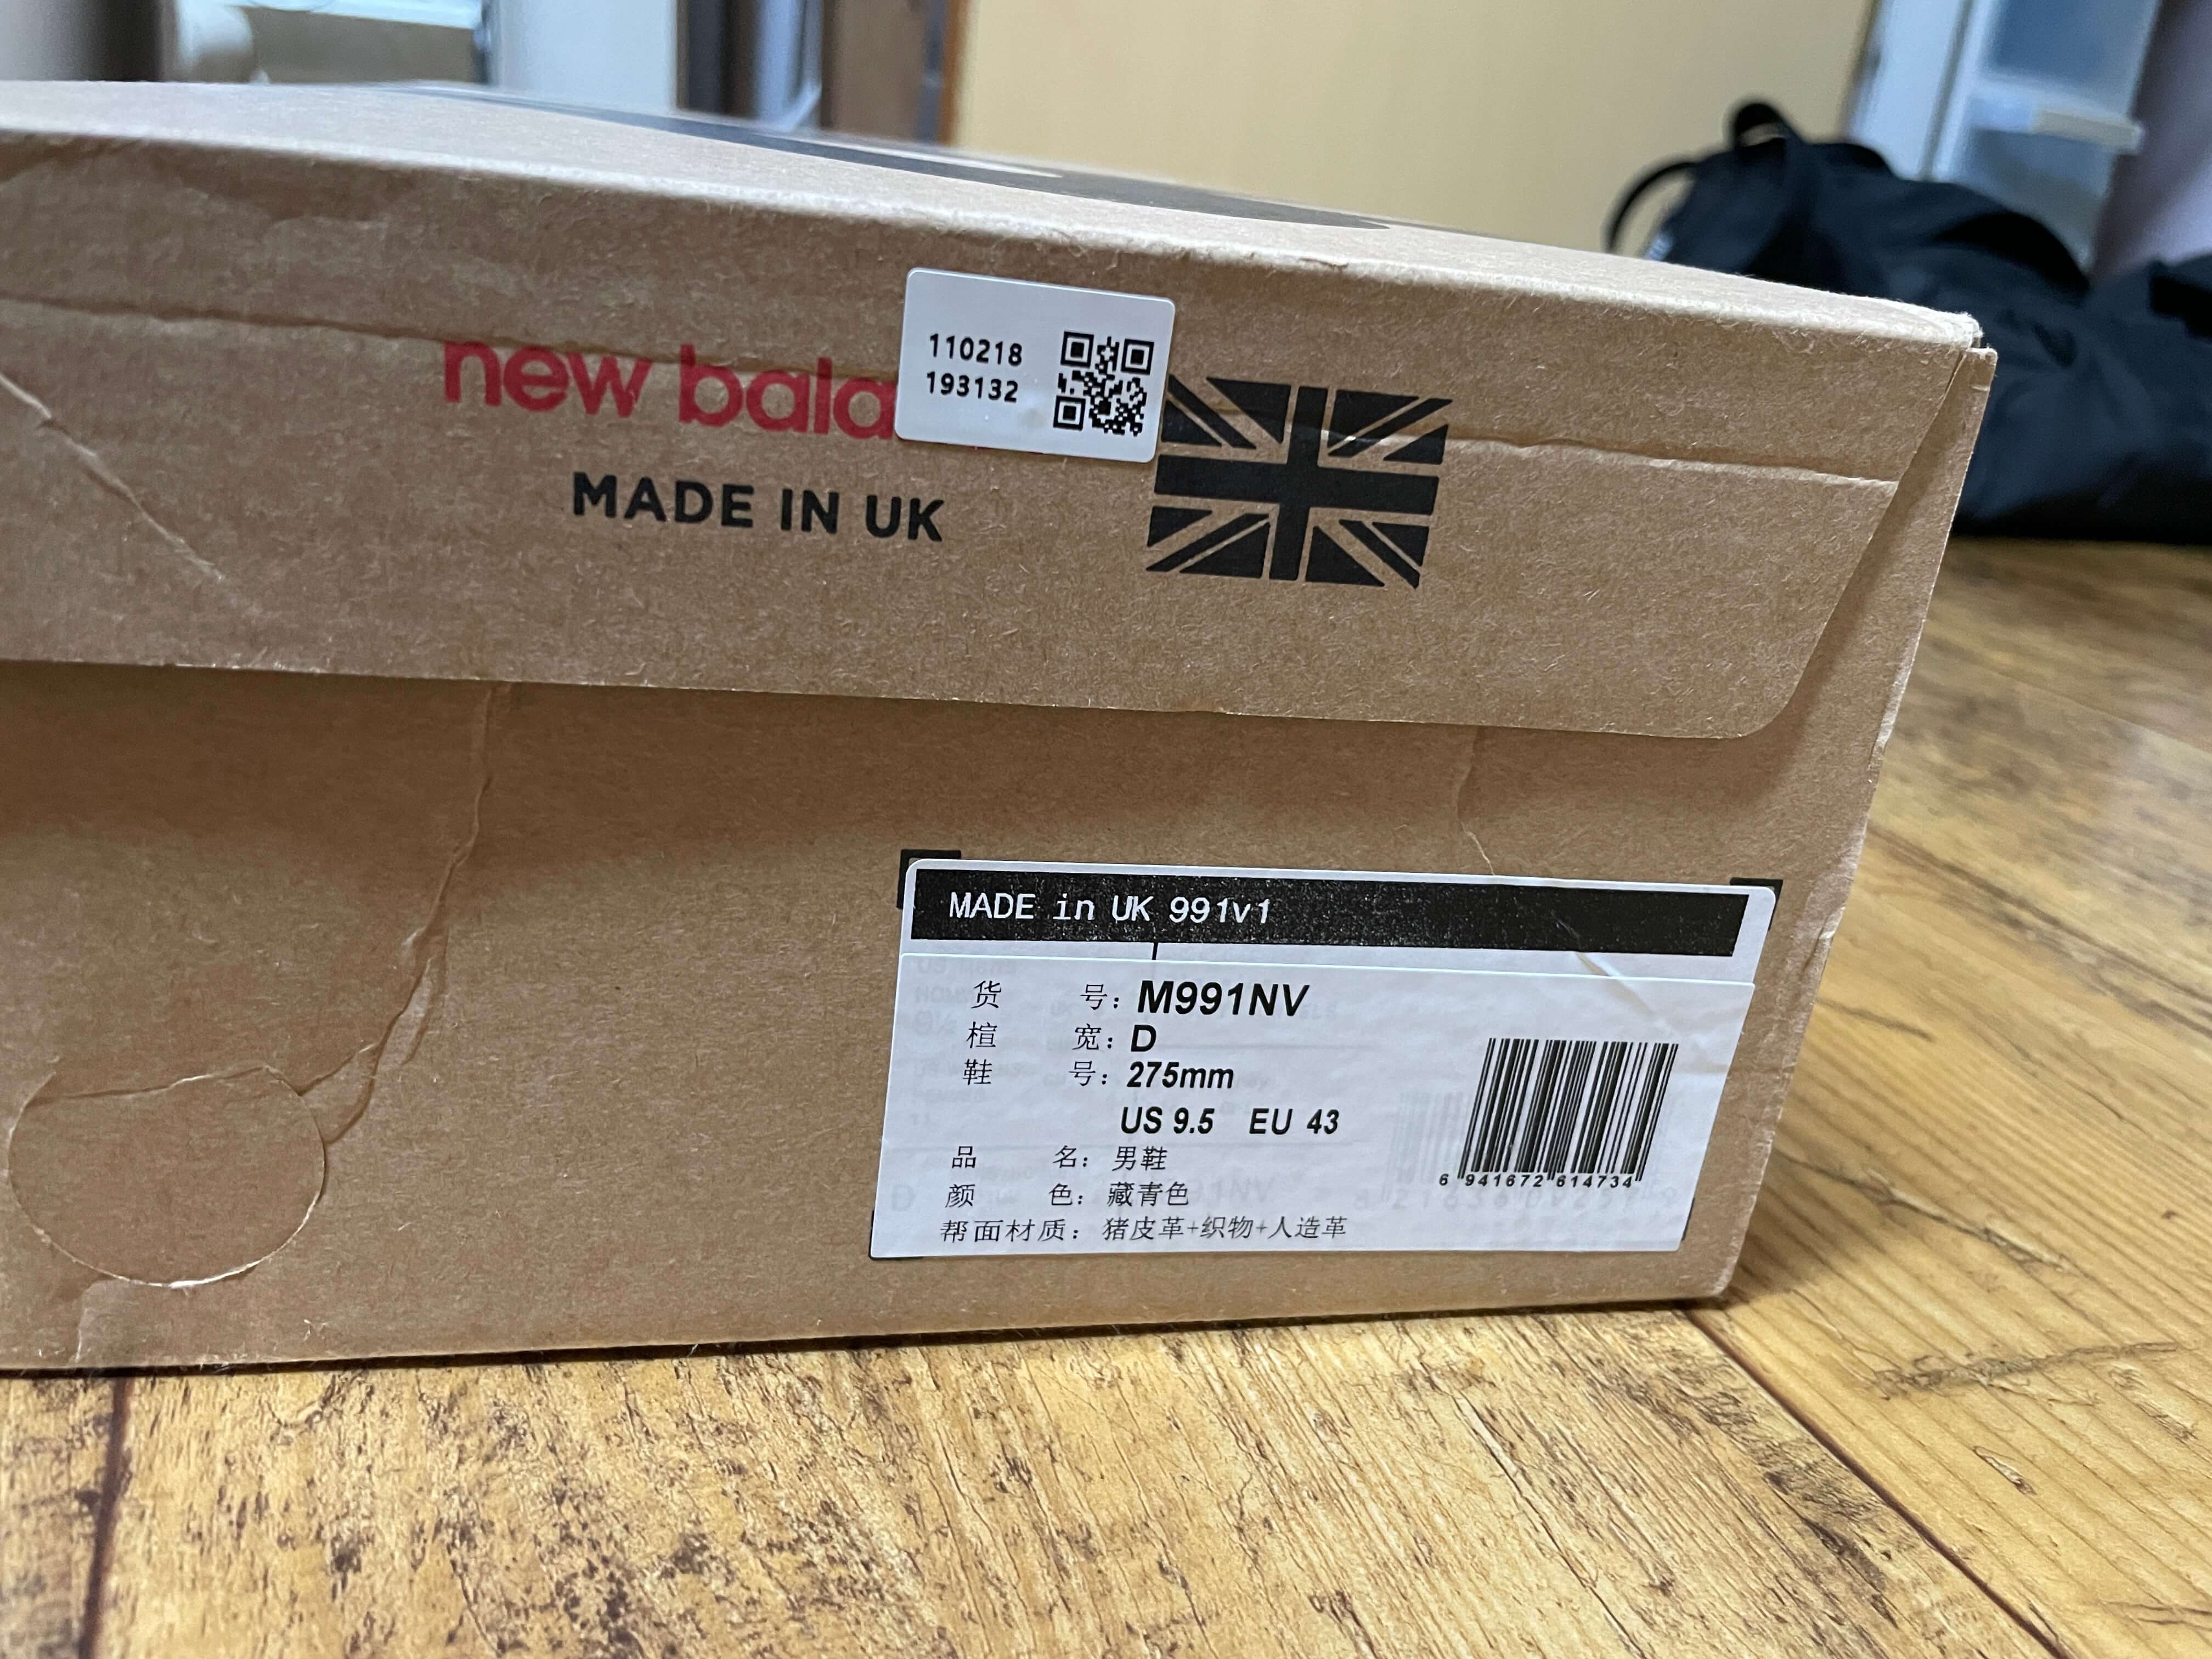 110218
193132
new bala
MADE IN UK
MADE in UK 991v1
货 号: M991NV
楦 宽: D
鞋 号: 275mm
US 9.5 EU 43
品 名: 男鞋
颜 色: 藏青色
帮面材质: 猪皮革+织物+人造革
6 941672 614734